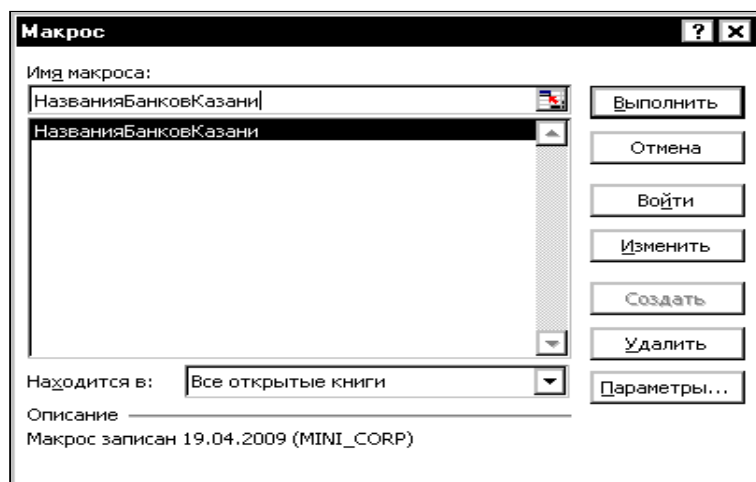 Макрос
Имя макроса:
НазванияБанковКазани
НазванияБанковКазани
Выполнить
Отмена
Войти
Изменить
Создать
Удалить
Находится в:
Все открытые книги
Параметры...
Описание
Макрос записан 19.04.2009 (MINI_CORP)